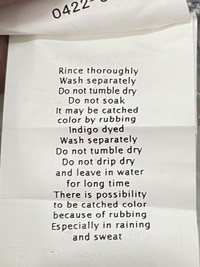 0422-
Rince thoroughly
Wash separately
Do not tumble dry
Do not soak
It may be catched
color by rubbing
Indigo dyed
Wash separately
Do not tumble dry
Do not drip dry
and leave in water
for long time
There is possibility
to be catched color
because of rubbing
Especially in raining
and sweat